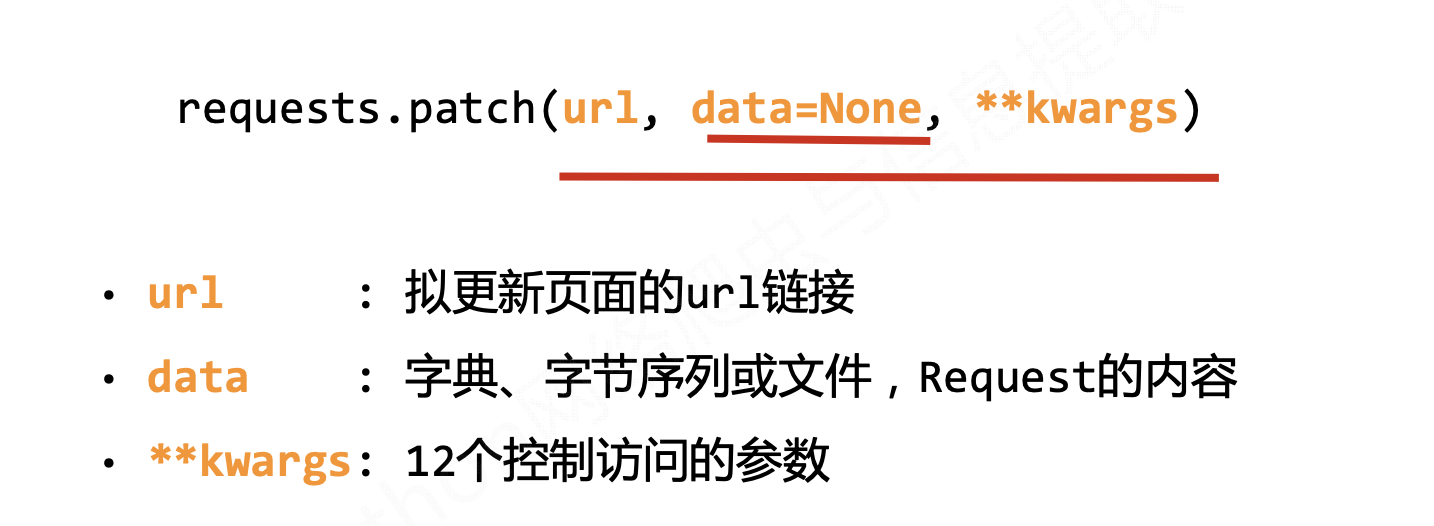 requests.patch(url, data=None, **kwargs)
• url : 拟更新页面的url链接
• data : 字典、字节序列或文件，Request的内容
• **kwargs: 12个控制访问的参数